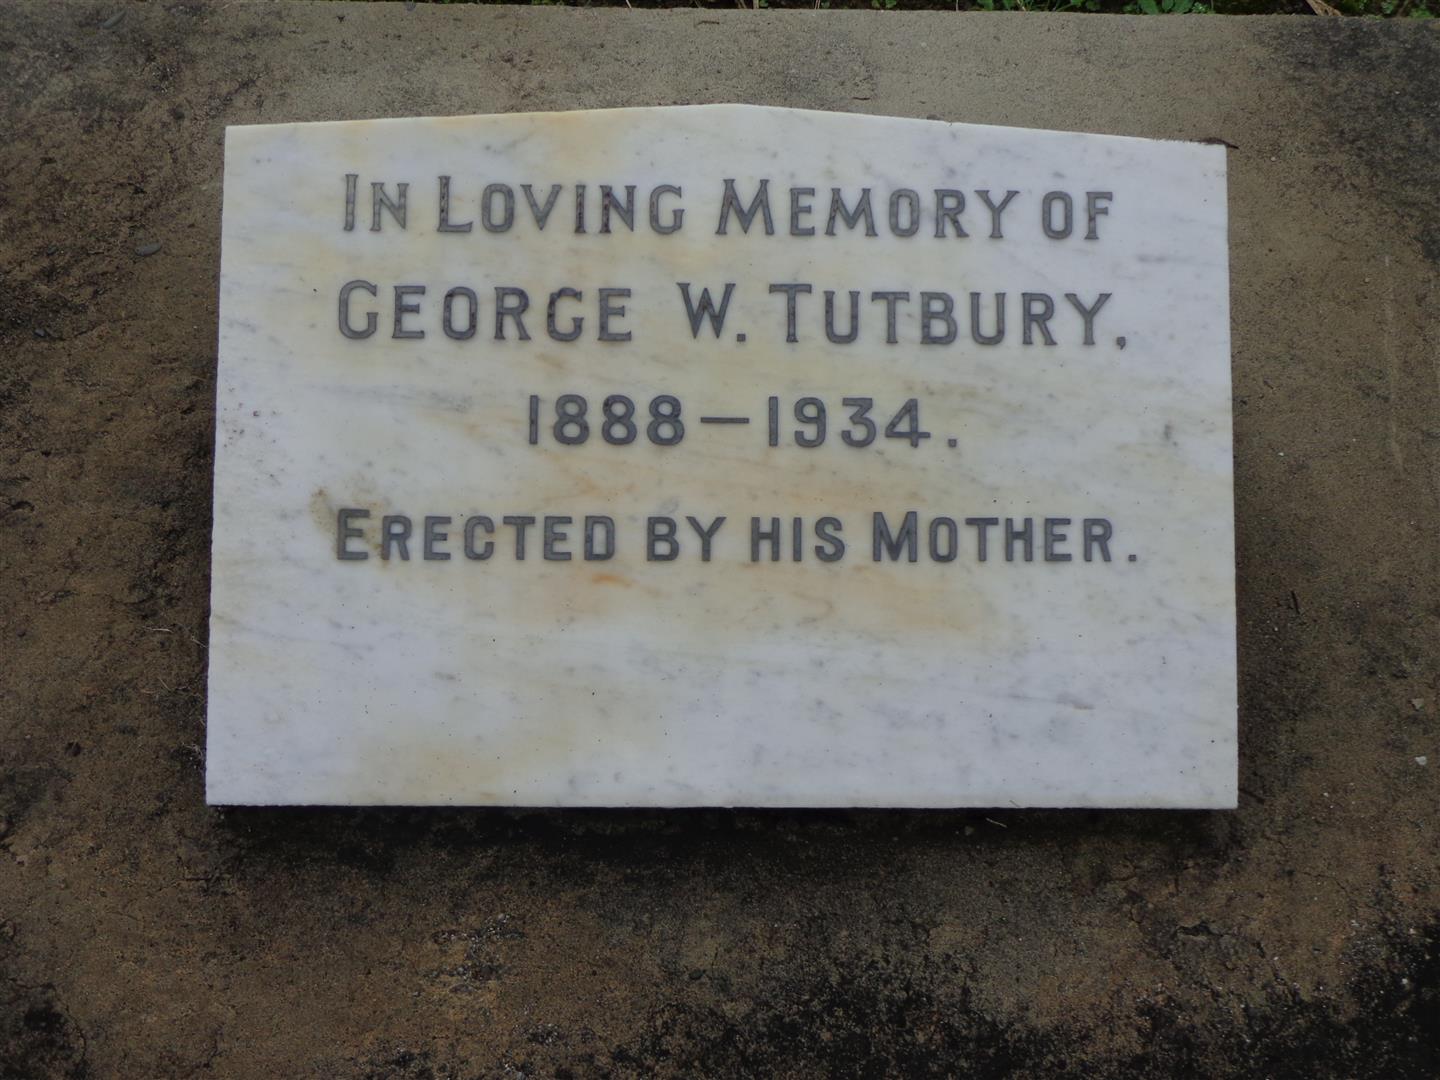 In Loving Memory of
George W. Tutbury,
1888 – 1934.
Erected by his Mother.